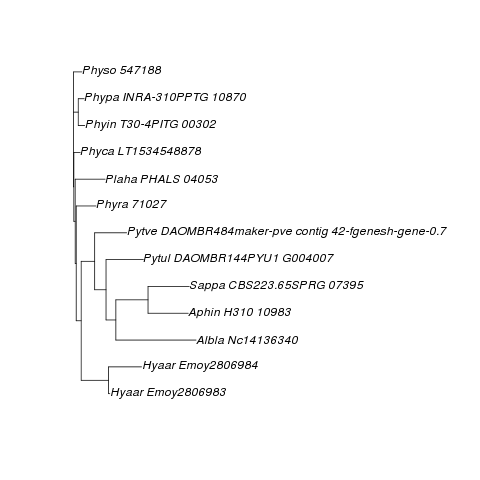 Physo 547188
Phypa INRA-310PPTG 10870
Phyin T30-4PITG 00302
Phyca LT1534548878
Plaha PHALS 04053
Phyra 71027
Pytve DAOMBR484maker-pve contig 42-fgenesh-gene-0.7
Pytul DAOMBR144PYU1 G004007
Sappa CBS223.65SPRG 07395
Aphin H310 10983
Albla Nc14136340
Hyaar Emoy2806984
Hyaar Emoy2806983